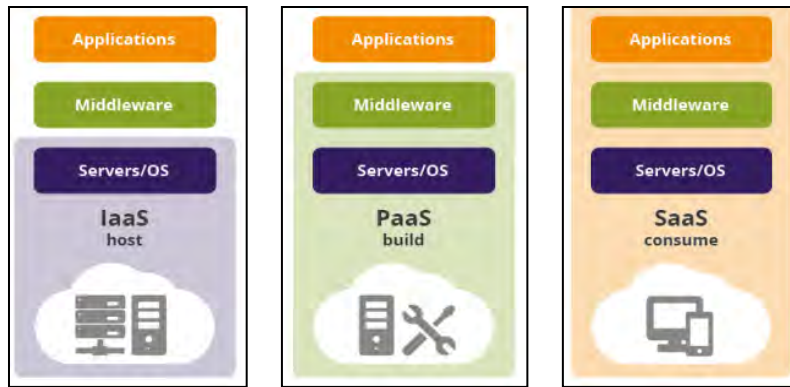 Applications
Middleware
Servers/OS
IaaS
host
Applications
Middleware
Servers/OS
PaaS
build
Applications
Middleware
Servers/OS
SaaS
consume